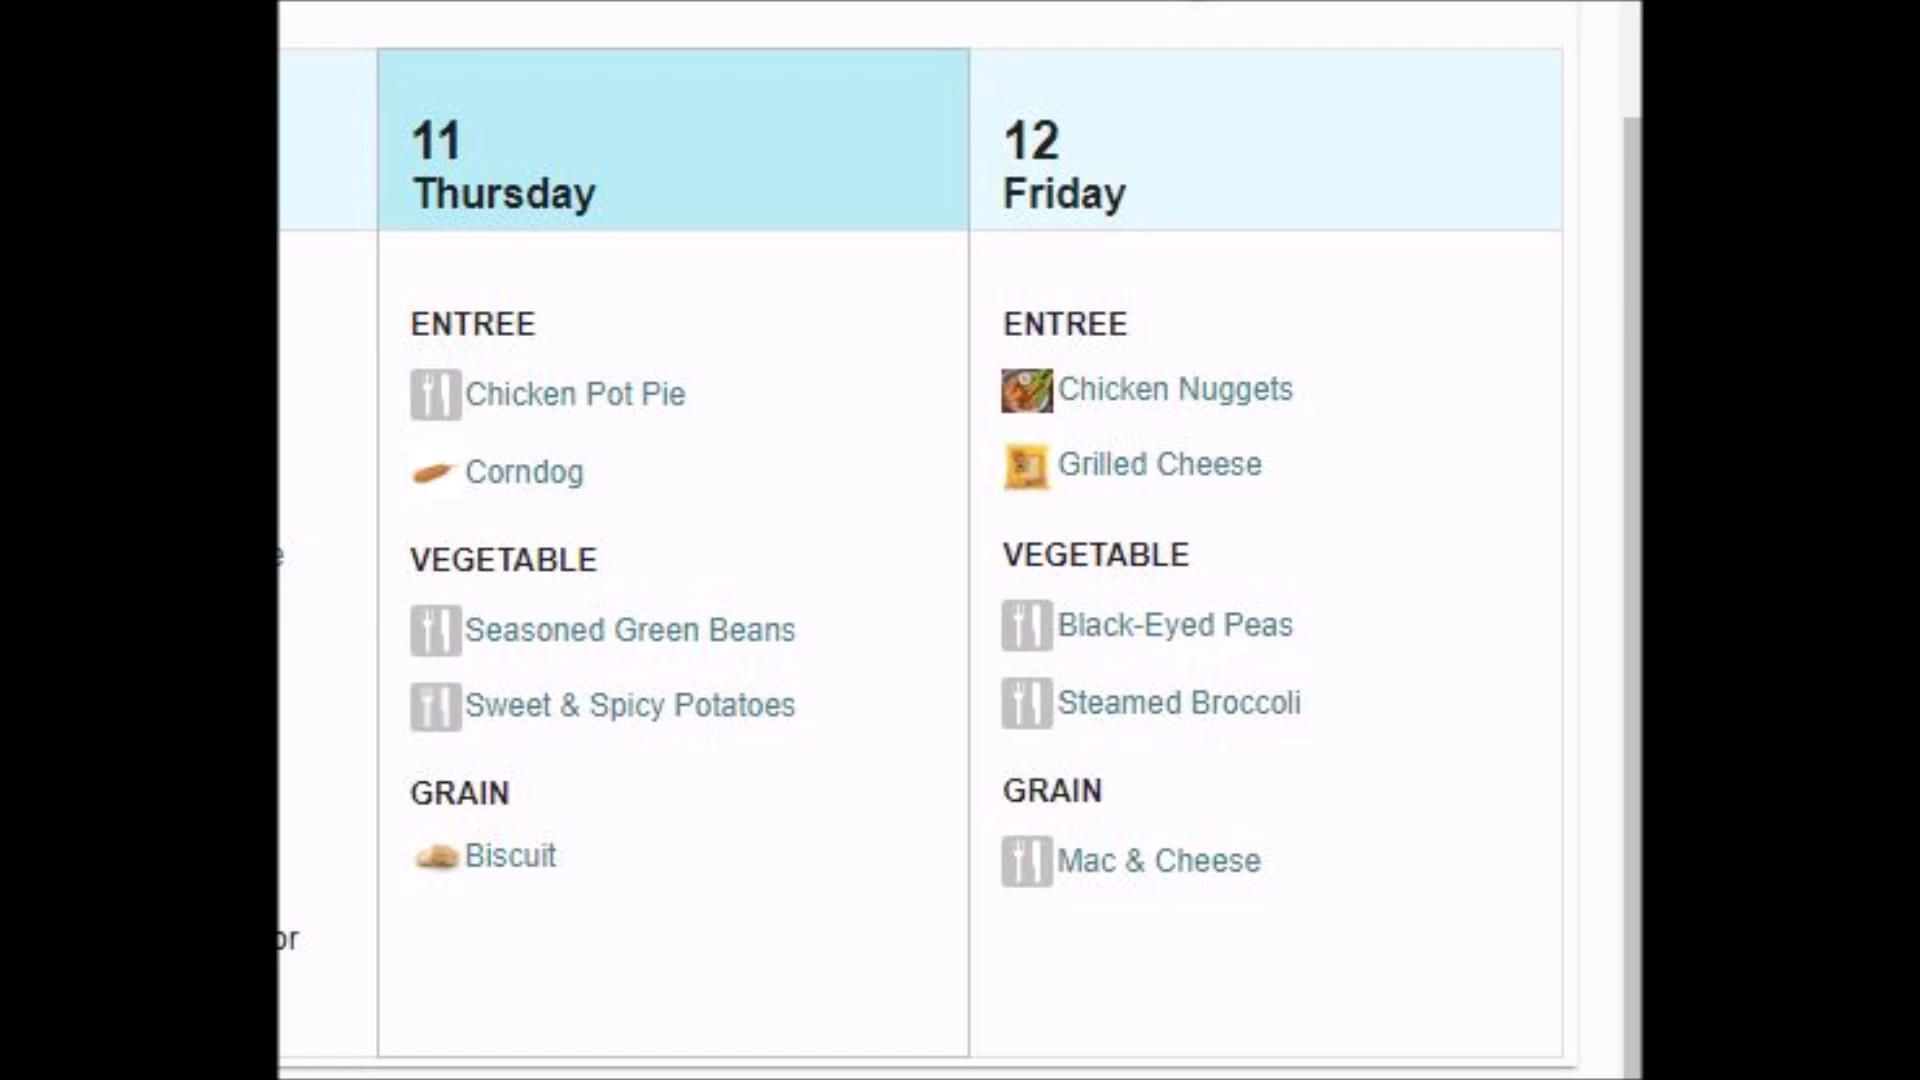 11
Thursday
ENTREE
Chicken Pot Pie
Corndog
VEGETABLE
Seasoned Green Beans
Sweet & Spicy Potatoes
GRAIN
Biscuit
12
Friday
ENTREE
Chicken Nuggets
Grilled Cheese
VEGETABLE
Black-Eyed Peas
Steamed Broccoli
GRAIN
Mac & Cheese